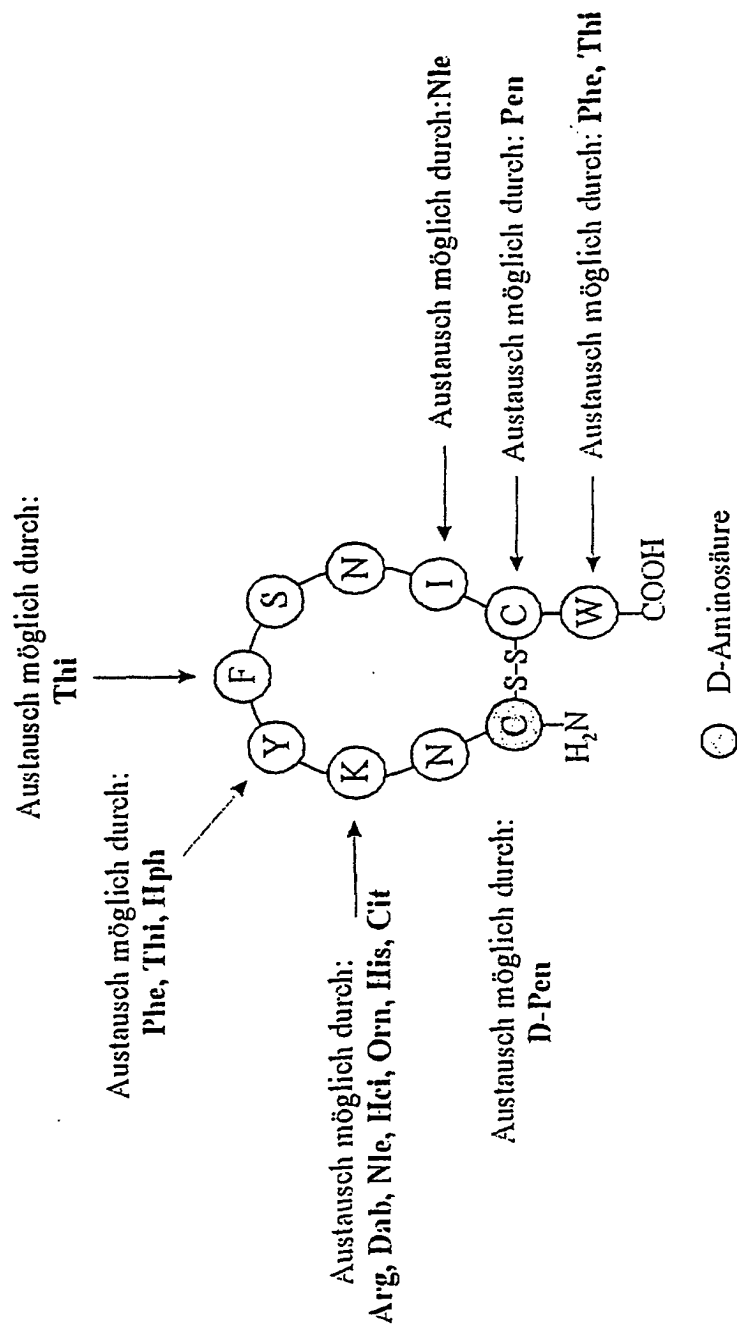 Austausch möglich durch:
Thi
Austausch möglich durch:
Phe, Thi, Hph
Austausch möglich durch:
Arg, Dab, Nle, Hci, Orn, His, Cit
Austausch möglich durch:
D-Pen
Y
F
S
K
N
N
I
C
-S-S-
C
W
H₂N
COOH
Austausch möglich durch:Nle
Austausch möglich durch: Pen
Austausch möglich durch: Phe, Thi
D-Aminosäure